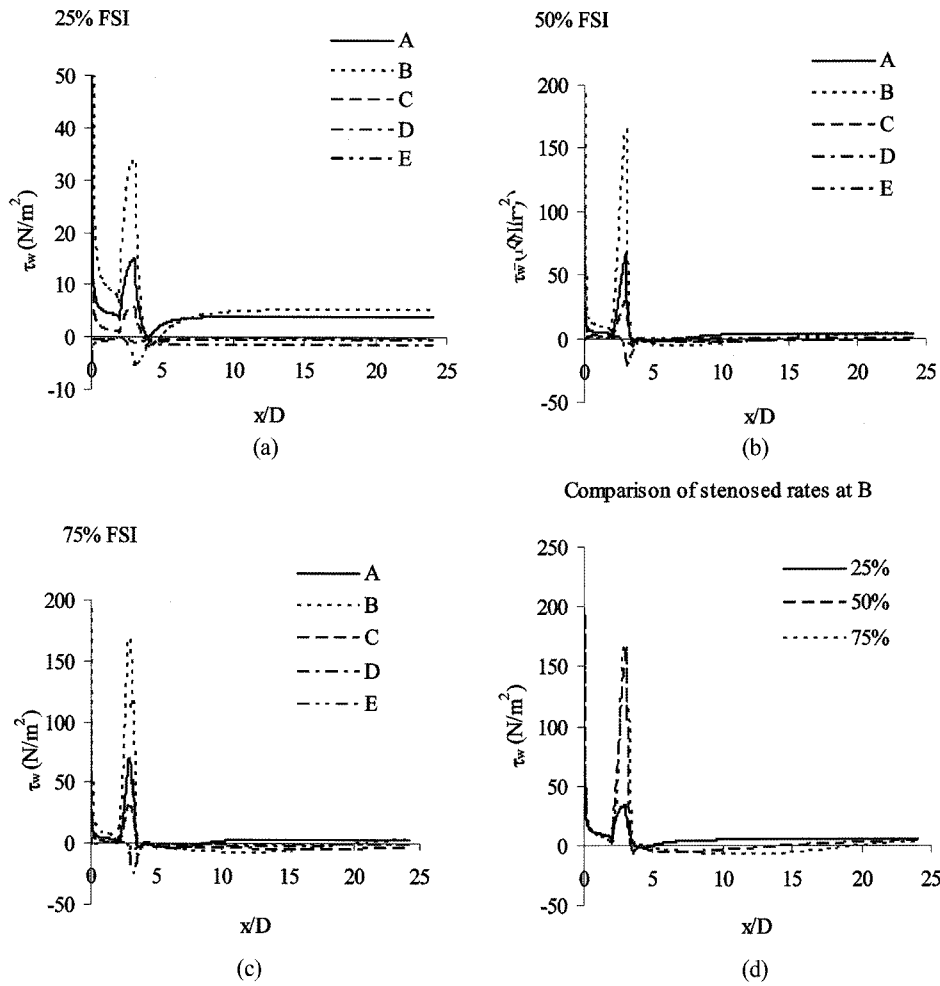 25% FSI
A
B
C
D
E
50
40
30
20
10
0
-10
τw (N/m²)
0 5 10 15 20 25
x/D
(a)
50% FSI
A
B
C
D
E
200
150
100
50
0
-50
0 5 10 15 20 25
x/D
(b)
75% FSI
A
B
C
D
E
200
150
100
50
0
-50
τw (N/m²)
0 5 10 15 20 25
x/D
(c)
Comparison of stenosed rates at B
25%
50%
75%
250
200
150
100
50
0
-50
τw (N/m²)
0 5 10 15 20 25
x/D
(d)